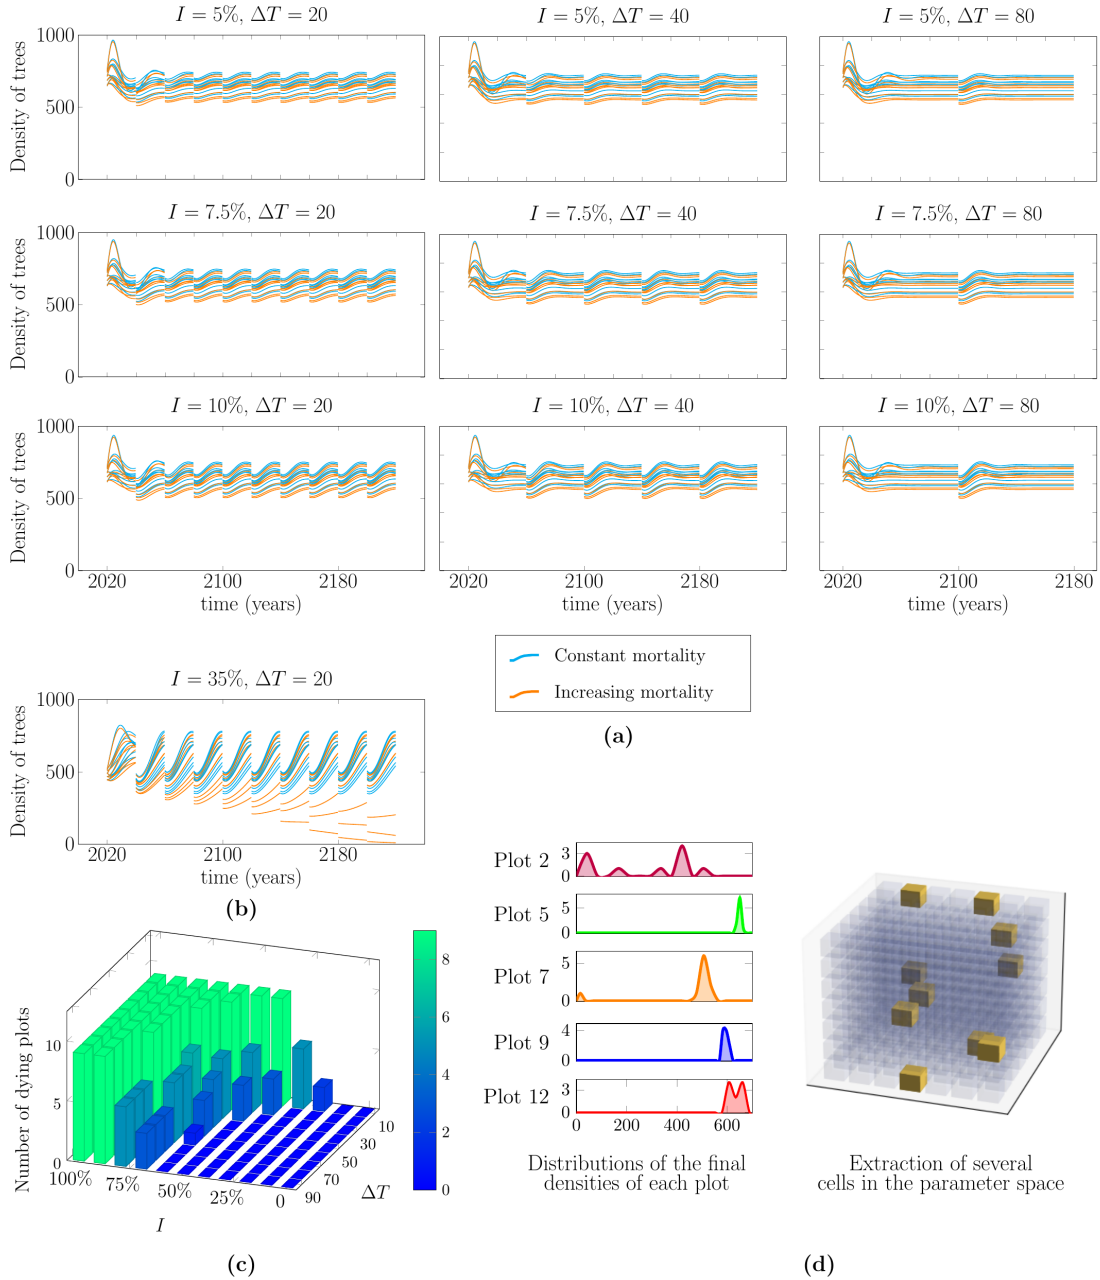 I = 5%, ΔT = 20
I = 5%, ΔT = 40
I = 5%, ΔT = 80
Density of trees
1000
500
0
I = 7.5%, ΔT = 20
I = 7.5%, ΔT = 40
I = 7.5%, ΔT = 80
Density of trees
1000
500
0
I = 10%, ΔT = 20
I = 10%, ΔT = 40
I = 10%, ΔT = 80
Density of trees
1000
500
0
2020 2100 2180
2020 2100 2180
2020 2100 2180
time (years)
time (years)
time (years)
Constant mortality
Increasing mortality
(a)
I = 35%, ΔT = 20
Density of trees
1000
500
0
2020 2100 2180
time (years)
(b)
Number of dying plots
10
5
0
100% 75% 50% 25% 0
I
90 70 50 30 10
ΔT
8
6
4
2
0
(c)
Plot 2
3
0
Plot 5
5
0
Plot 7
5
0
Plot 9
4
0
Plot 12
3
0
0 200 400 600
Distributions of the final
densities of each plot
Extraction of several
cells in the parameter space
(d)